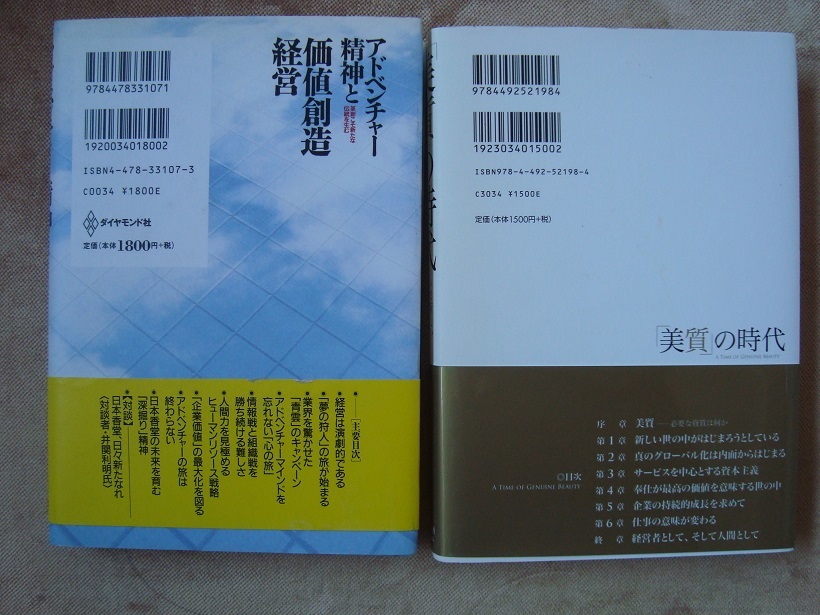 アドベンチャー
精神と
革新こそ新たな
伝統を生む
価値創造
経営
9784478331071
1920034018002
ISBN4-478-33107-3
C0034 ¥1800E
ダイヤモンド社
定価(本体1800円+税)
[主要目次]
●経営は演劇的である
●「夢の狩人」の旅が始まる
●業界を驚かせた
「青雲」のキャンペーン
●アドベンチャーマインドを
忘れない「心の旅」
●情報戦と組織戦を
勝ち続ける難しさ
●人間力を見極める
ヒューマンリソース戦略
●「企業価値」の最大化を図る
●アドベンチャーの旅は
終わらない
●日本香堂の未来を育む
「深掘り」精神
●【対談】
日本香堂、日々新たなれ
〈対談者・井関利明氏〉
「美質」の時代
9784492521984
1923034015002
ISBN978-4-492-52198-4
C3034 ¥1500E
定価(本体1500円+税)
「美質」の時代
A TIME OF GENUINE BEAUTY
◎目次
A TIME OF GENUINE BEAUTY
序 章 美質──必要な資質は何か
第1章 新しい世の中がはじまろうとしている
第2章 真のグローバル化は内面からはじまる
第3章 サービスを中心とする資本主義
第4章 奉仕が最高の価値を意味する世の中
第5章 企業の持続的成長を求めて
第6章 仕事の意味が変わる
終 章 経営者として、そして人間として